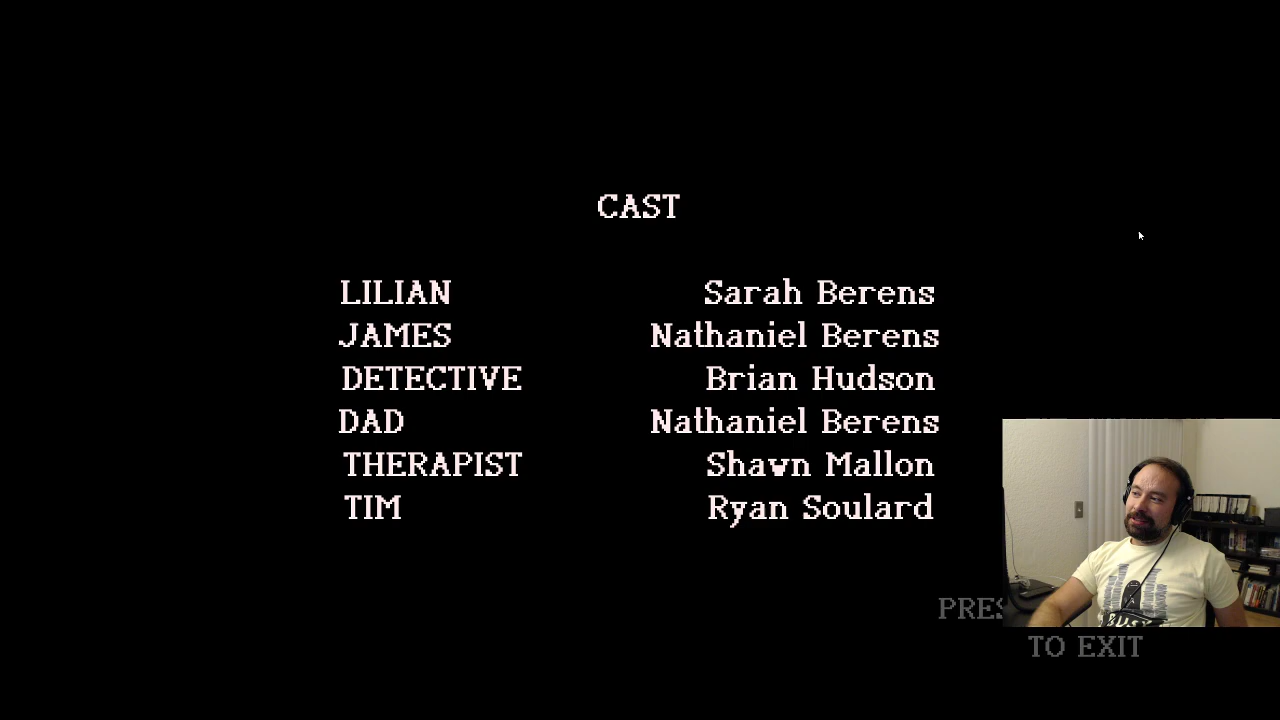 CAST
LILIAN Sarah Berens
JAMES Nathaniel Berens
DETECTIVE Brian Hudson
DAD Nathaniel Berens
THERAPIST Shawn Mallon
TIM Ryan Soulard
TO EXIT